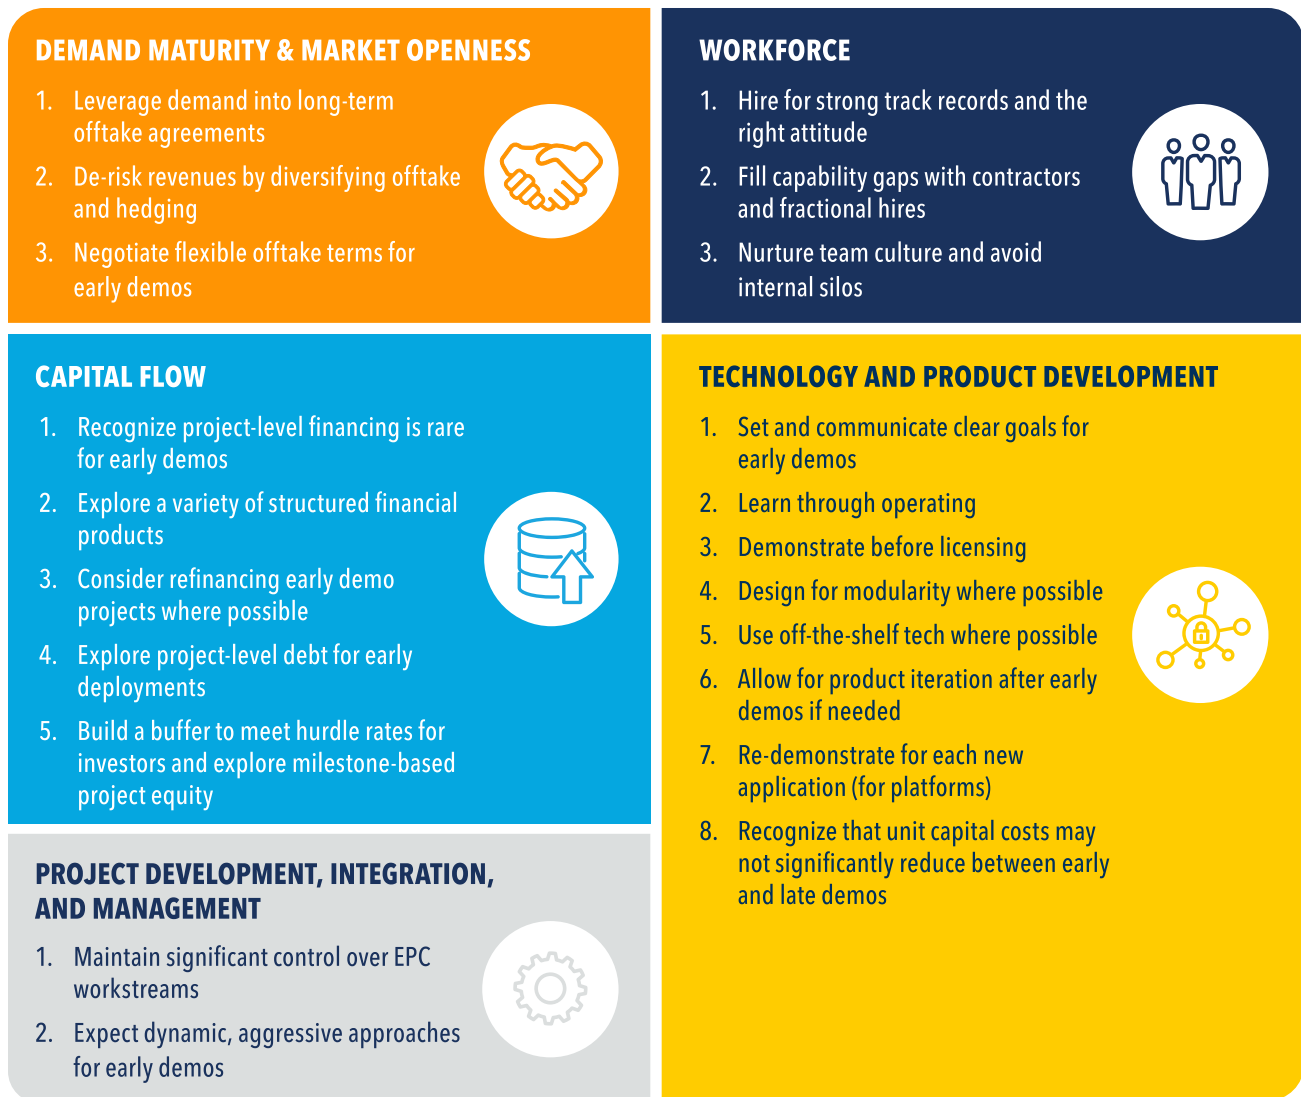 DEMAND MATURITY & MARKET OPENNESS
1. Leverage demand into long-term
offtake agreements
2. De-risk revenues by diversifying offtake
and hedging
3. Negotiate flexible offtake terms for
early demos
WORKFORCE
1. Hire for strong track records and the
right attitude
2. Fill capability gaps with contractors
and fractional hires
3. Nurture team culture and avoid
internal silos
CAPITAL FLOW
1. Recognize project-level financing is rare
for early demos
2. Explore a variety of structured financial
products
3. Consider refinancing early demo
projects where possible
4. Explore project-level debt for early
deployments
5. Build a buffer to meet hurdle rates for
investors and explore milestone-based
project equity
TECHNOLOGY AND PRODUCT DEVELOPMENT
1. Set and communicate clear goals for
early demos
2. Learn through operating
3. Demonstrate before licensing
4. Design for modularity where possible
5. Use off-the-shelf tech where possible
6. Allow for product iteration after early
demos if needed
7. Re-demonstrate for each new
application (for platforms)
8. Recognize that unit capital costs may
not significantly reduce between early
and late demos
PROJECT DEVELOPMENT, INTEGRATION,
AND MANAGEMENT
1. Maintain significant control over EPC
workstreams
2. Expect dynamic, aggressive approaches
for early demos